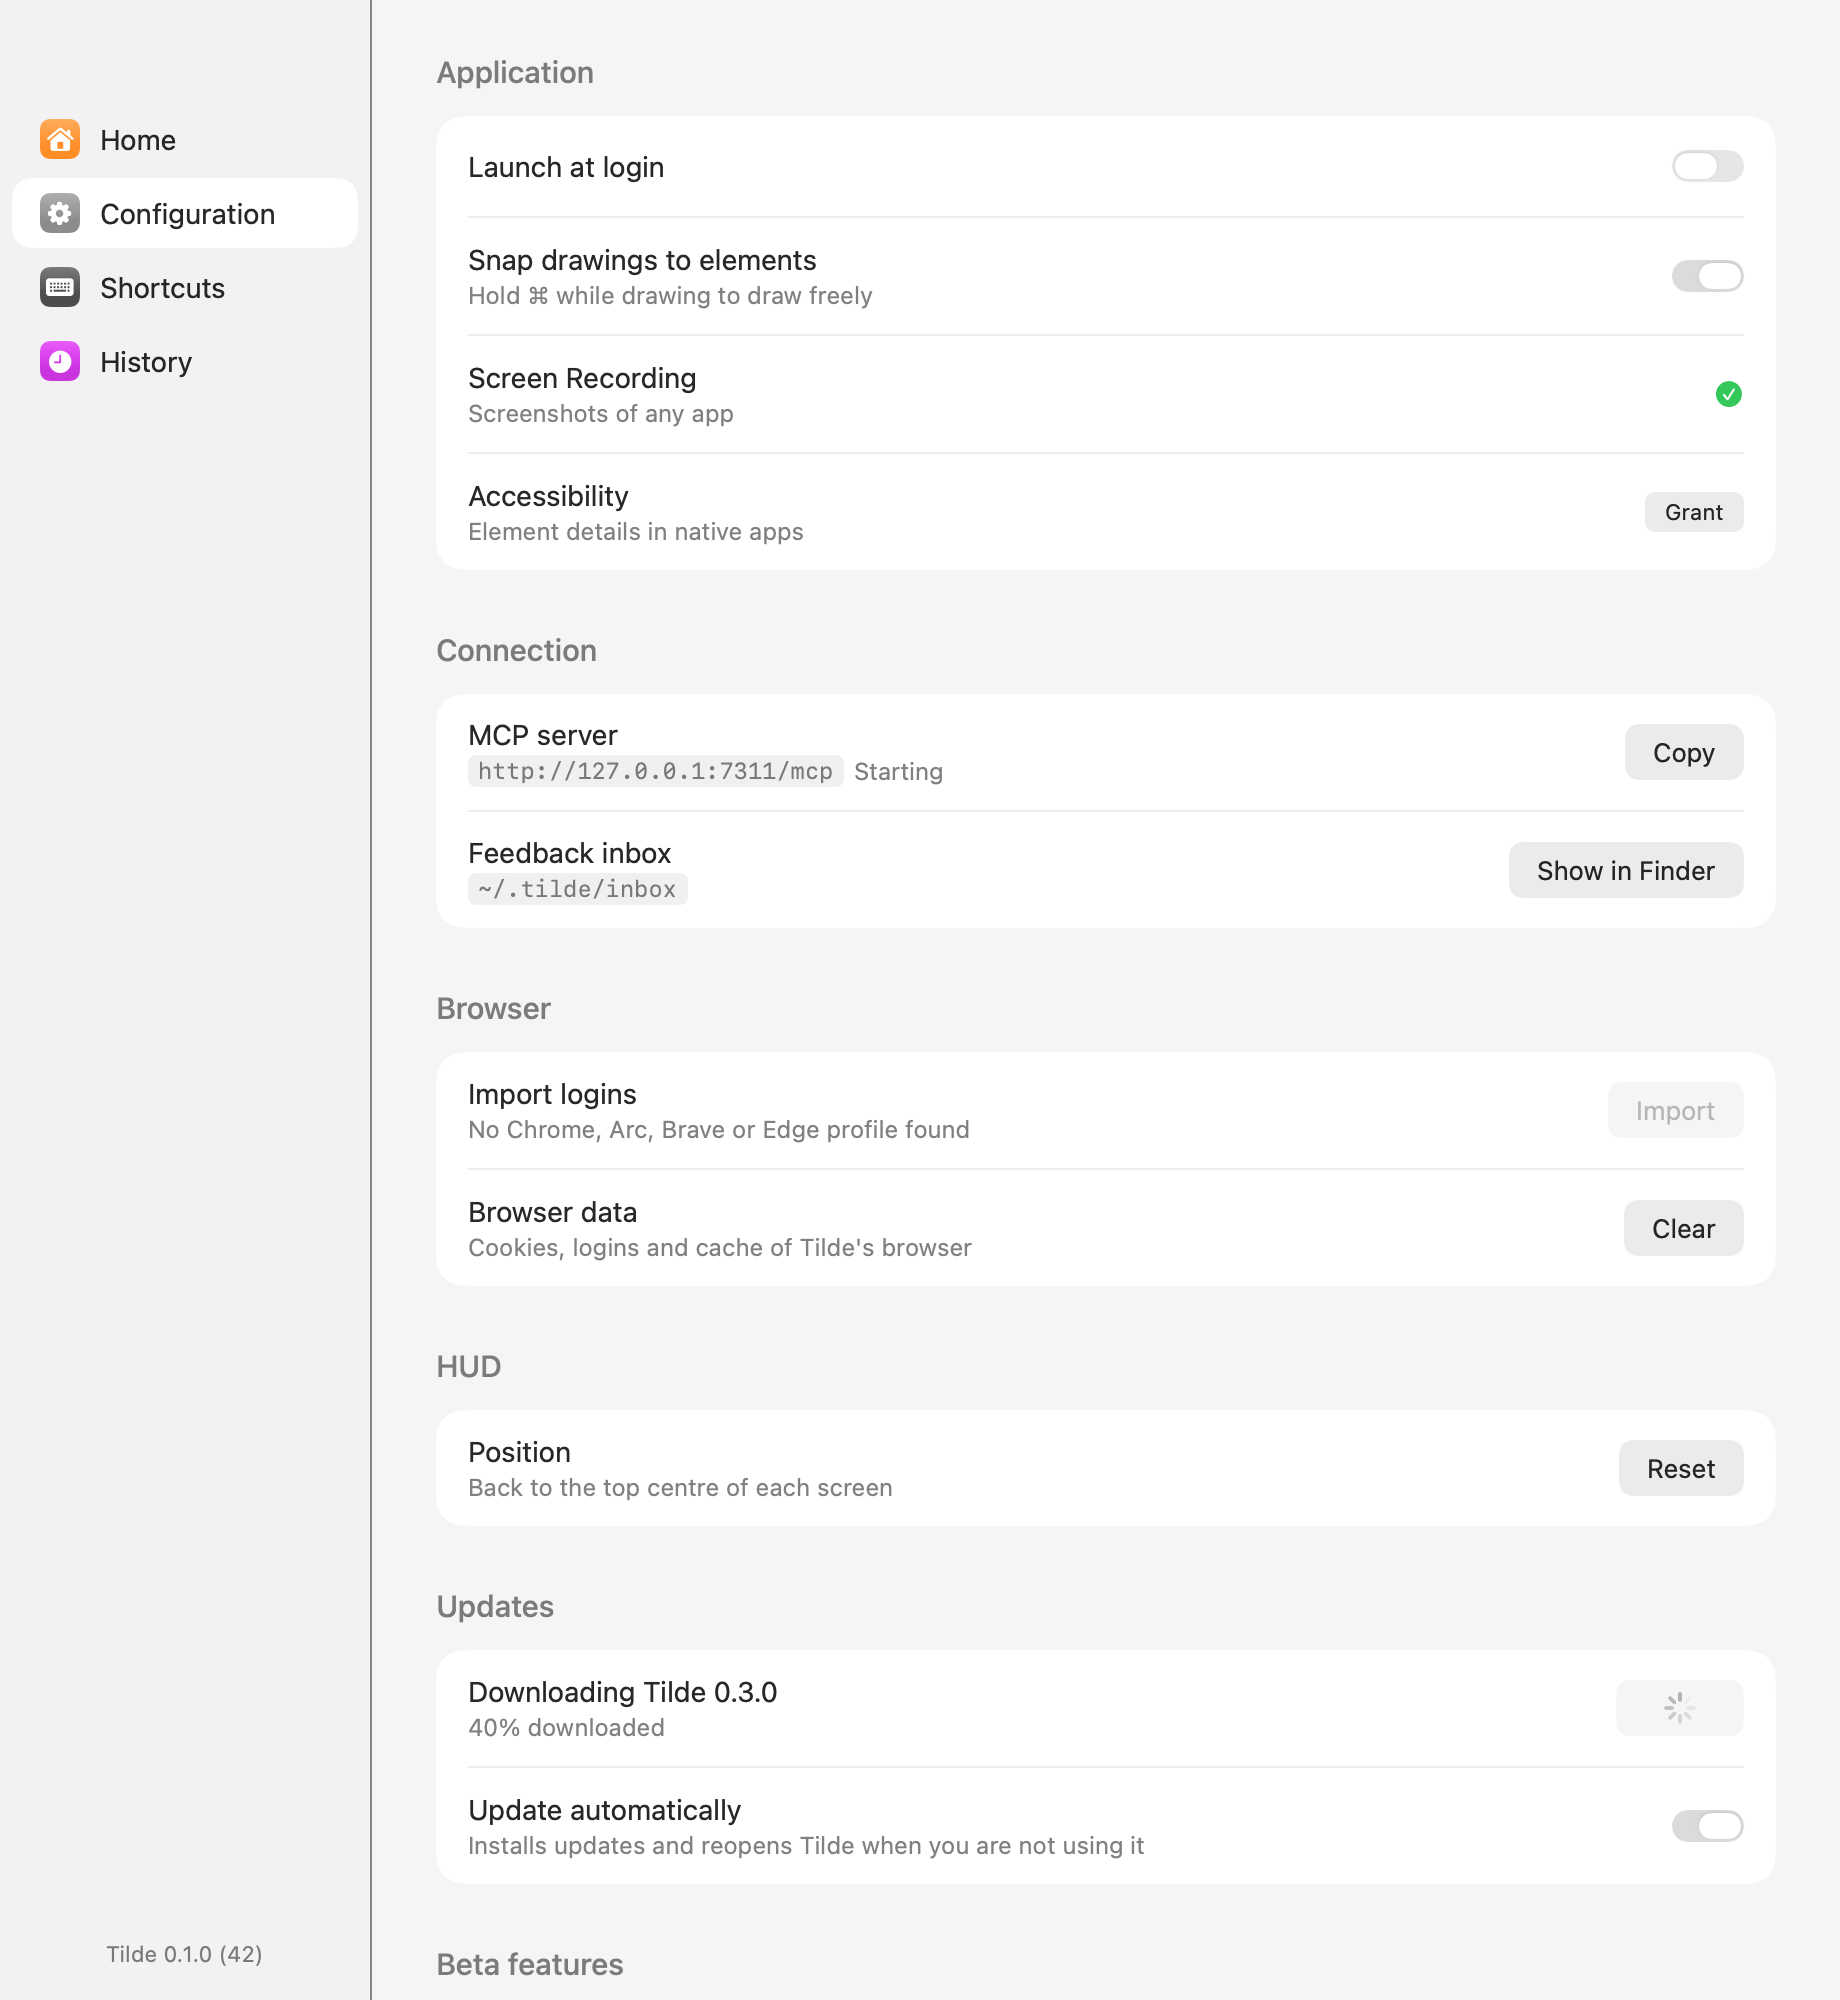 Home
Configuration
Shortcuts
History
Tilde 0.1.0 (42)
Application
Launch at login
Snap drawings to elements
Hold ⌘ while drawing to draw freely
Screen Recording
Screenshots of any app
Accessibility
Element details in native apps
Grant
Connection
MCP server
http://127.0.0.1:7311/mcp Starting
Copy
Feedback inbox
~/.tilde/inbox
Show in Finder
Browser
Import logins
No Chrome, Arc, Brave or Edge profile found
Import
Browser data
Cookies, logins and cache of Tilde's browser
Clear
HUD
Position
Back to the top centre of each screen
Reset
Updates
Downloading Tilde 0.3.0
40% downloaded
Update automatically
Installs updates and reopens Tilde when you are not using it
Beta features